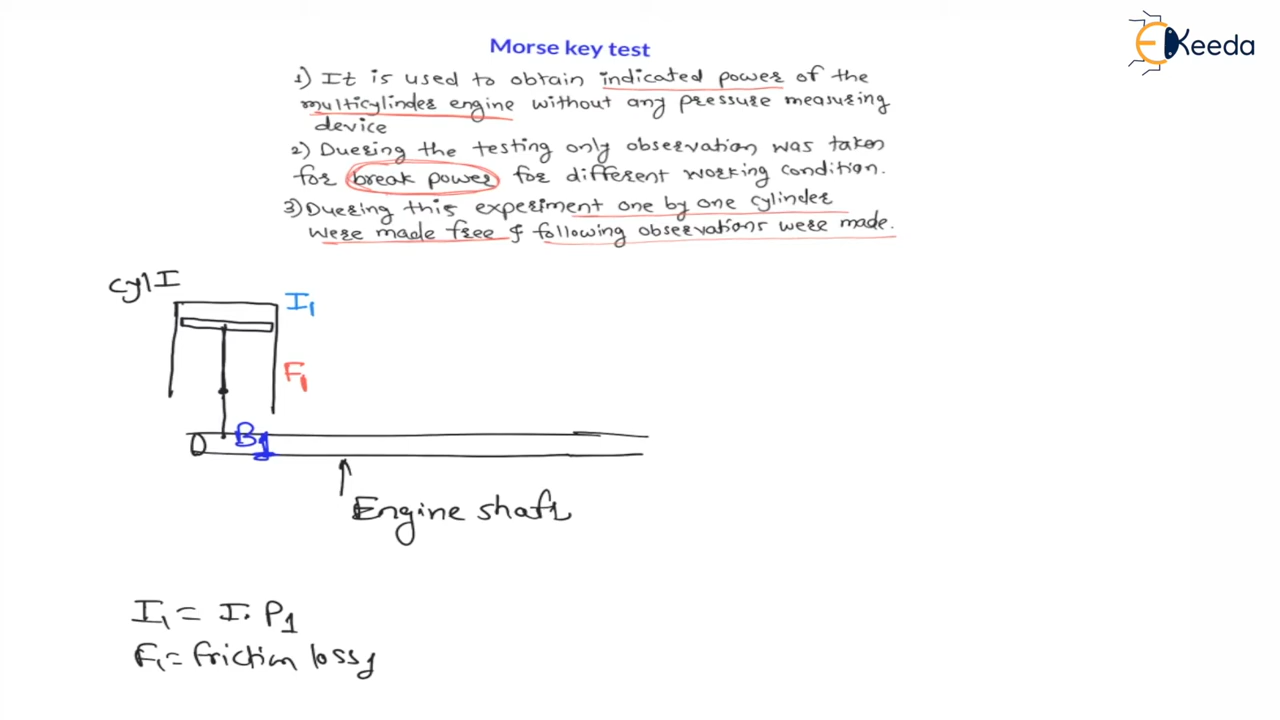 Morse key test
EKeeda
1) It is used to obtain indicated power of the
multicylinder engine without any pressure measuring
device
2) Duering the testing only observation was taken
for break power for different working condition.
3) Duering this experiment one by one cylinder
were made free & following observations were made.
Cyl I
I1
F1
B1
Engine shaft
I1 = I. P1
F1 = friction loss1